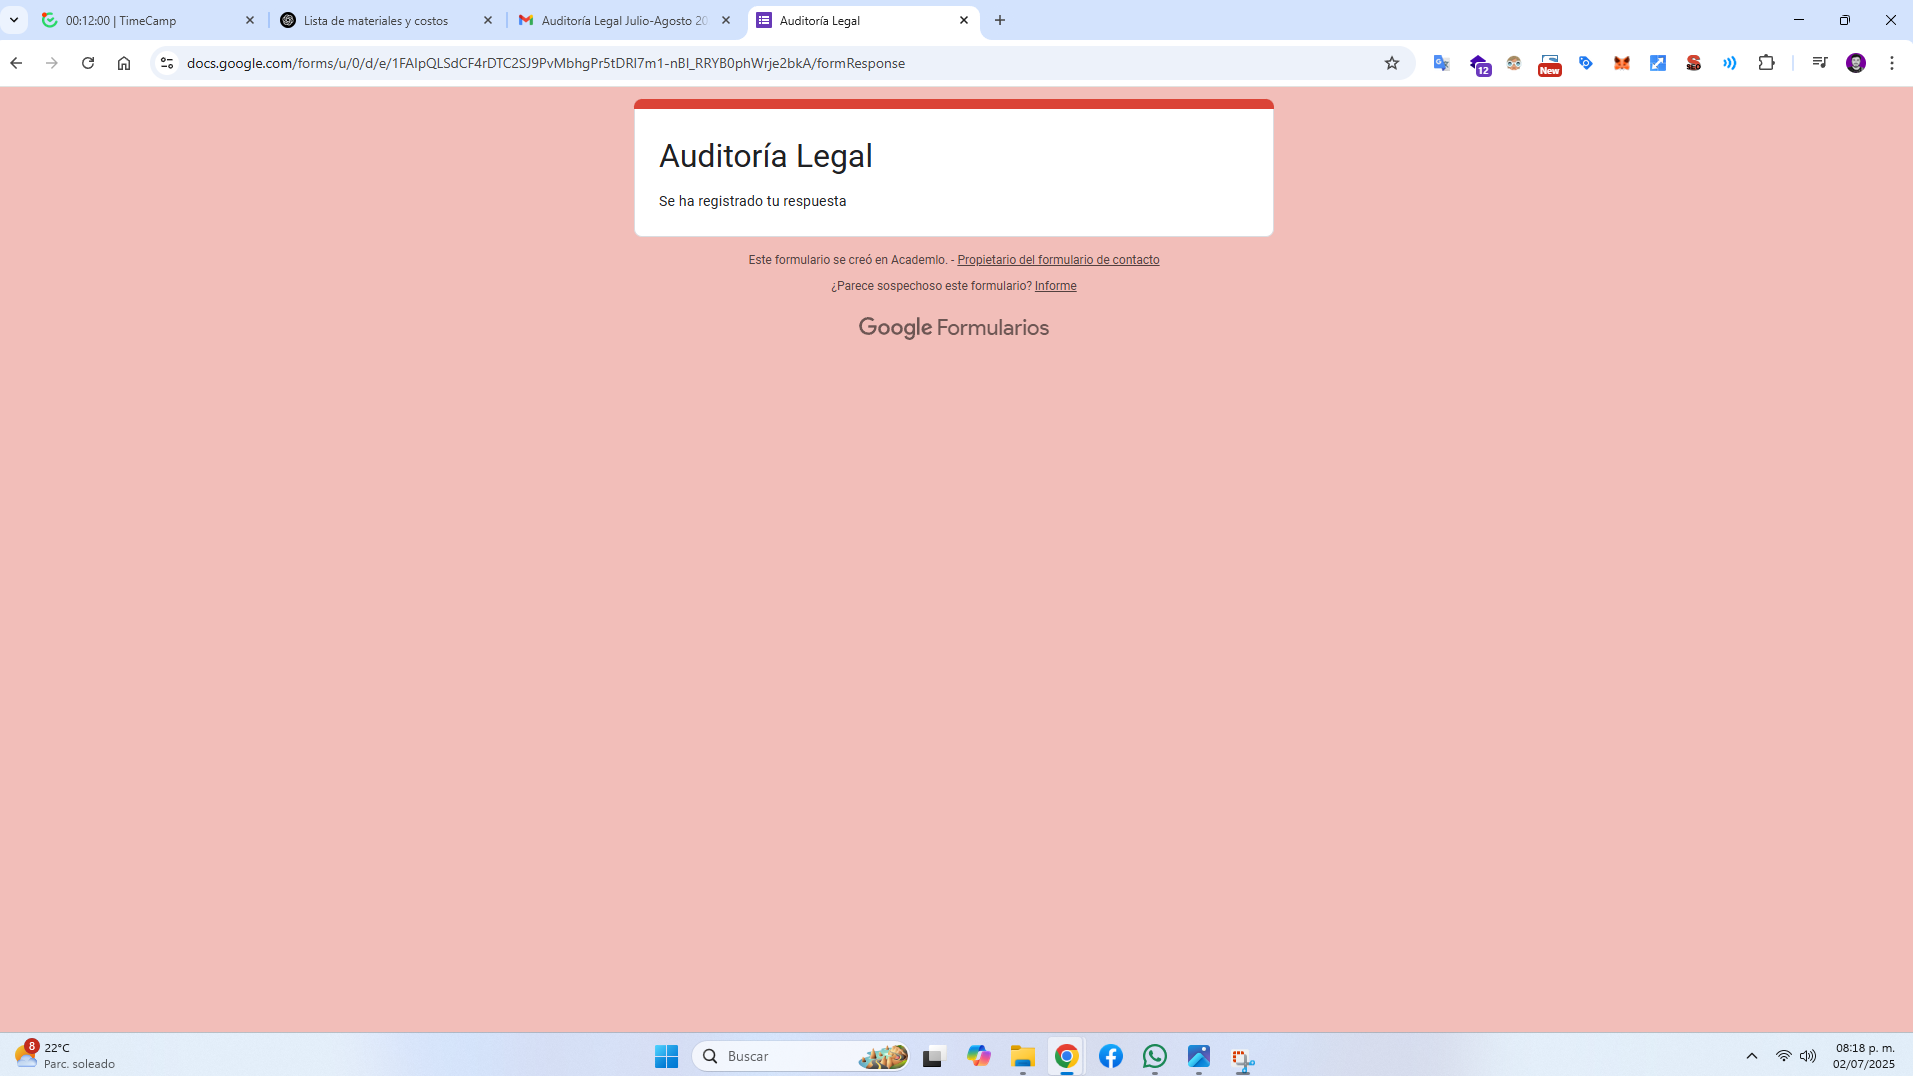 00:12:00 | TimeCamp
Lista de materiales y costos
Auditoría Legal Julio-Agosto 20
Auditoría Legal
docs.google.com/forms/u/0/d/e/1FAIpQLSdCF4rDTC2SJ9PvMbhgPr5tDRI7m1-nBI_RRYB0phWrje2bkA/formResponse
12
New
SEO
Auditoría Legal
Se ha registrado tu respuesta
Este formulario se creó en Academlo. - Propietario del formulario de contacto
¿Parece sospechoso este formulario? Informe
Google Formularios
8
22°C
Parc. soleado
Buscar
08:18 p. m.
02/07/2025